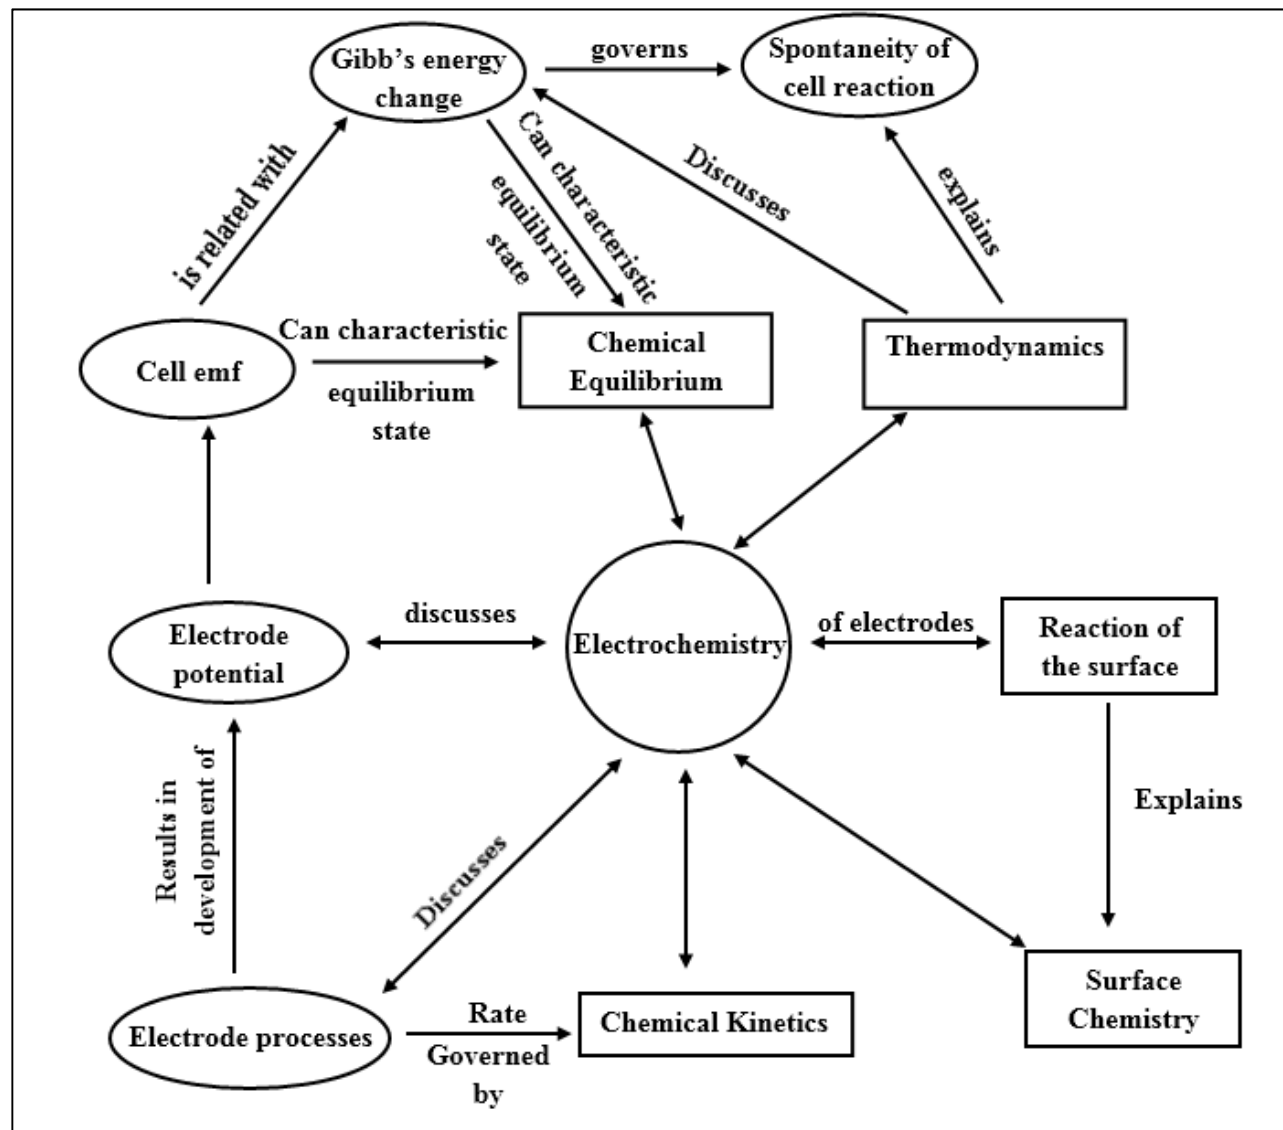 Gibb's energy
change
governs
Spontaneity of
cell reaction
is related with
Can characteristic
equilibrium
state
Discusses
explains
Cell emf
Can characteristic
equilibrium
state
Chemical
Equilibrium
Thermodynamics
Electrode
potential
discusses
Electrochemistry
of electrodes
Reaction of
the surface
Results in
development of
Discusses
Explains
Electrode processes
Rate
Governed
by
Chemical Kinetics
Surface
Chemistry